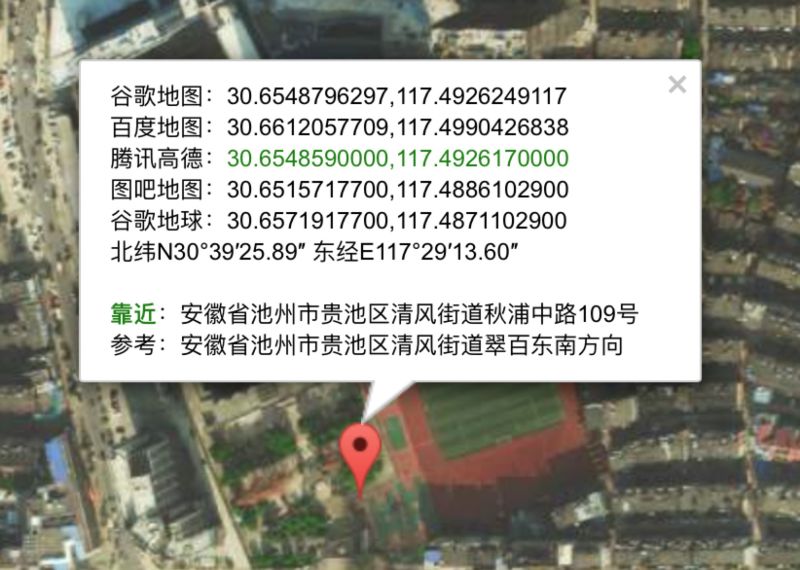 谷歌地图：30.6548796297,117.4926249117
百度地图：30.6612057709,117.4990426838
腾讯高德：30.6548590000,117.4926170000
图吧地图：30.6515717700,117.4886102900
谷歌地球：30.6571917700,117.4871102900
北纬N30°39′25.89″ 东经E117°29′13.60″
靠近：安徽省池州市贵池区清风街道秋浦中路109号
参考：安徽省池州市贵池区清风街道翠百东南方向